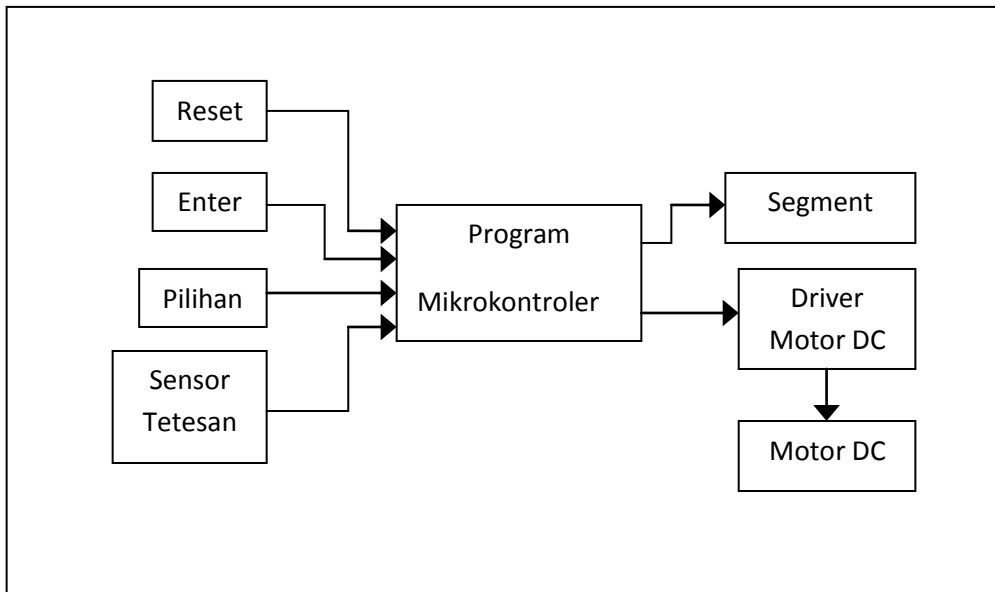 Reset
Enter
Pilihan
Sensor
Tetesan
Program
Mikrokontroler
Segment
Driver
Motor DC
Motor DC